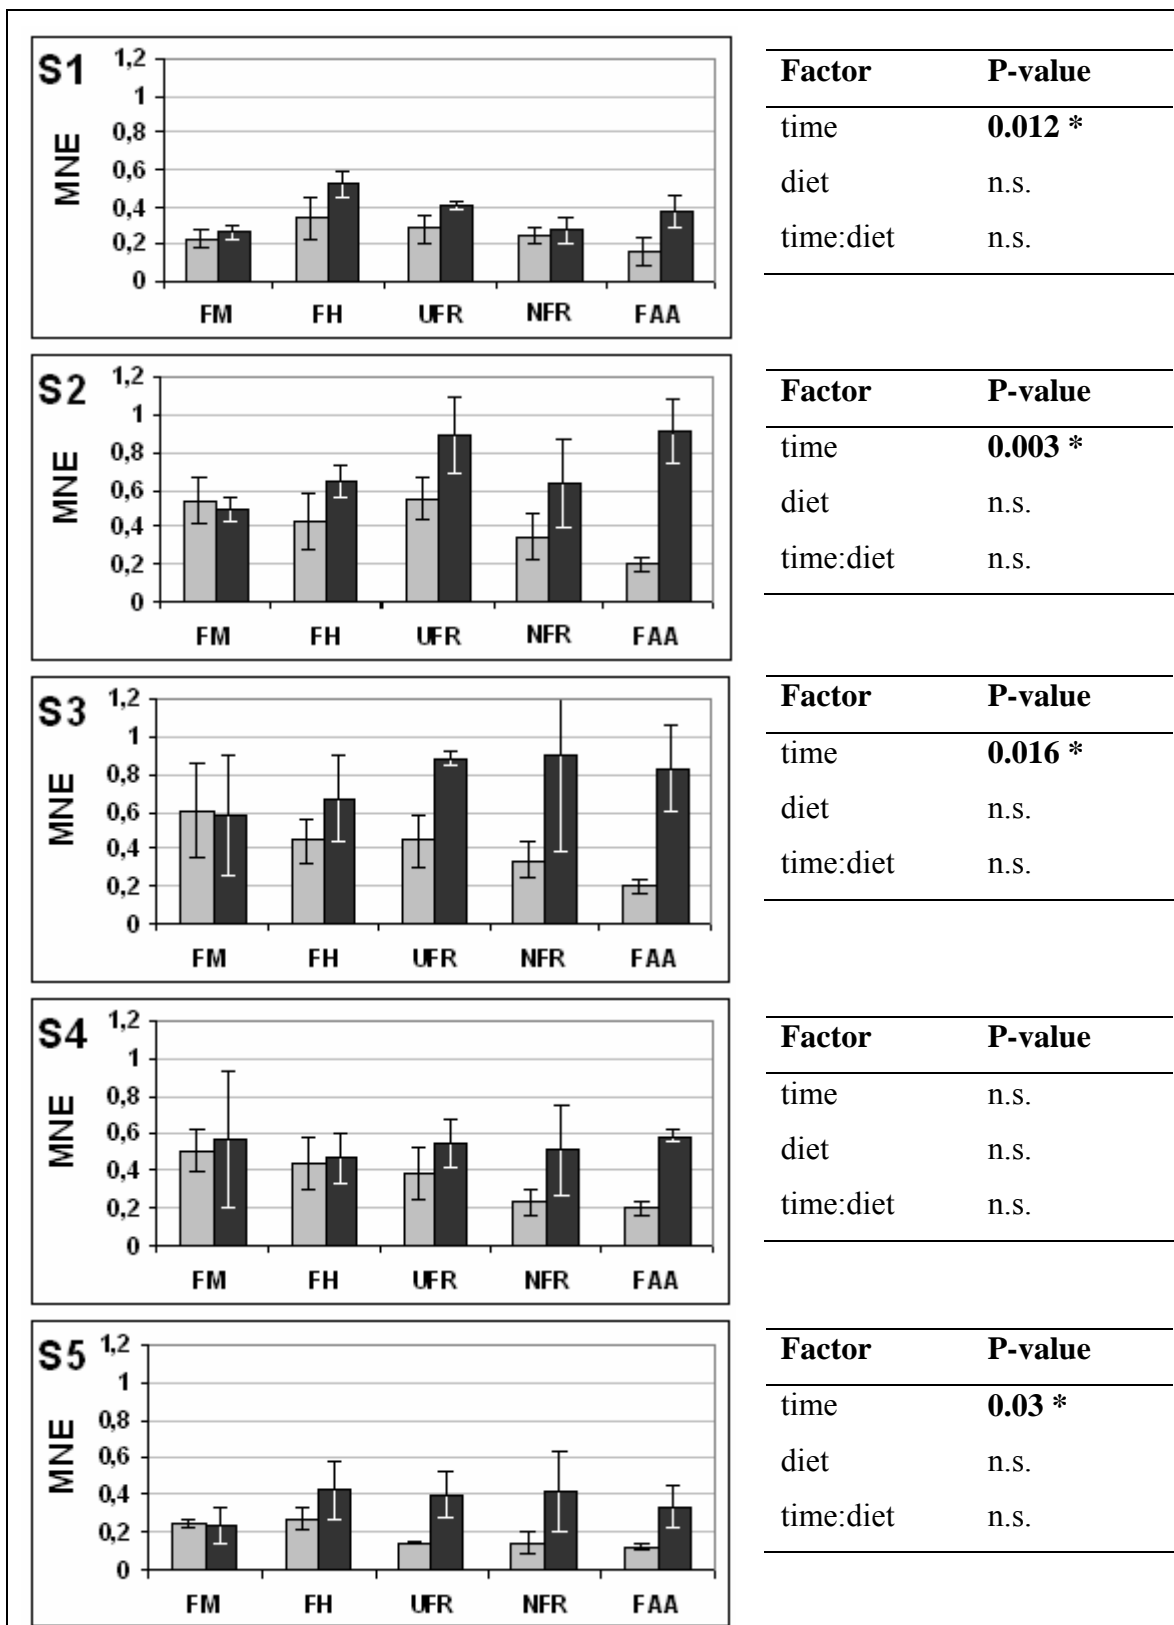 S1
MNE
1,2
1
0,8
0,6
0,4
0,2
0
FM FH UFR NFR FAA
Factor P-value
time 0.012 *
diet n.s.
time:diet n.s.
S2
MNE
1,2
1
0,8
0,6
0,4
0,2
0
FM FH UFR NFR FAA
Factor P-value
time 0.003 *
diet n.s.
time:diet n.s.
S3
MNE
1,2
1
0,8
0,6
0,4
0,2
0
FM FH UFR NFR FAA
Factor P-value
time 0.016 *
diet n.s.
time:diet n.s.
S4
MNE
1,2
1
0,8
0,6
0,4
0,2
0
FM FH UFR NFR FAA
Factor P-value
time n.s.
diet n.s.
time:diet n.s.
S5
MNE
1,2
1
0,8
0,6
0,4
0,2
0
FM FH UFR NFR FAA
Factor P-value
time 0.03 *
diet n.s.
time:diet n.s.